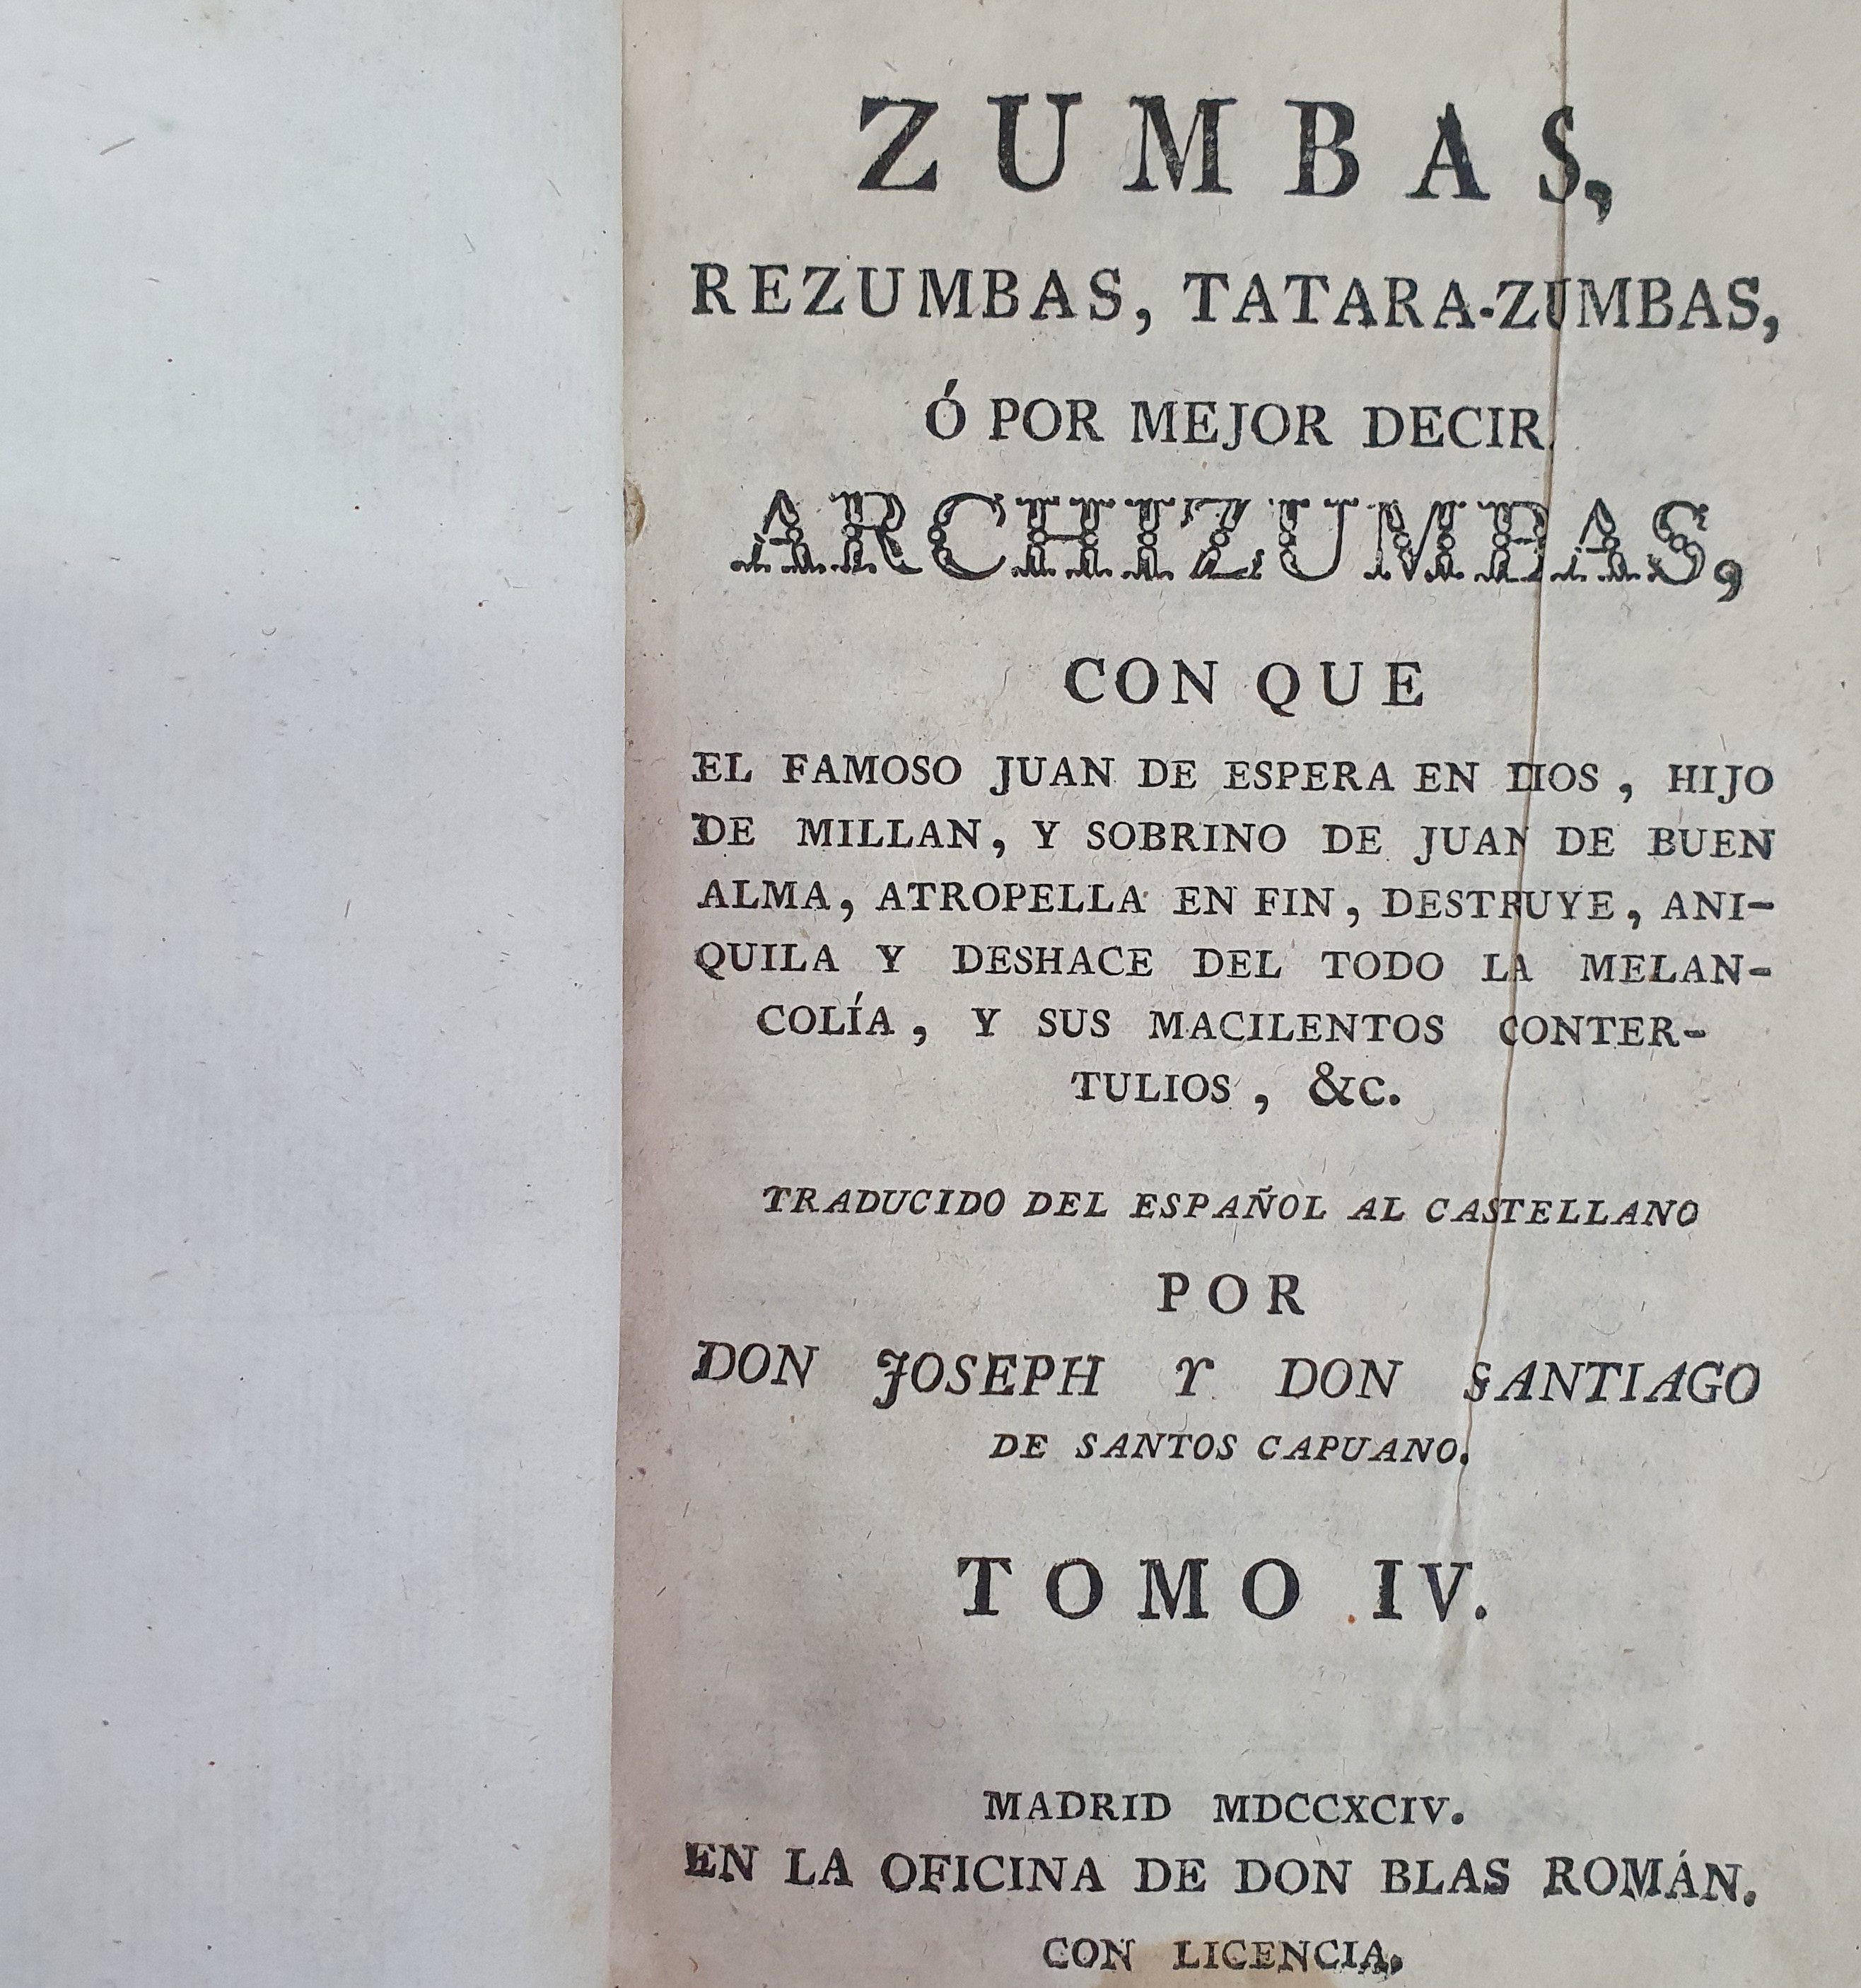 ZUMBAS,
REZUMBAS, TATARA-ZUMBAS,
Ó POR MEJOR DECIR
ARCHIZUMBAS,
CON QUE
EL FAMOSO JUAN DE ESPERA EN DIOS, HIJO
DE MILLAN, Y SOBRINO DE JUAN DE BUEN
ALMA, ATROPELLA EN FIN, DESTRUYE, ANI-
QUILA Y DESHACE DEL TODO LA MELAN-
COLÍA, Y SUS MACILENTOS CONTER-
TULIOS, &C.
TRADUCIDO DEL ESPAÑOL AL CASTELLANO
POR
DON JOSEPH Y DON SANTIAGO
DE SANTOS CAPUANO.
TOMO IV.
MADRID MDCCXCIV.
EN LA OFICINA DE DON BLAS ROMÁN.
CON LICENCIA.